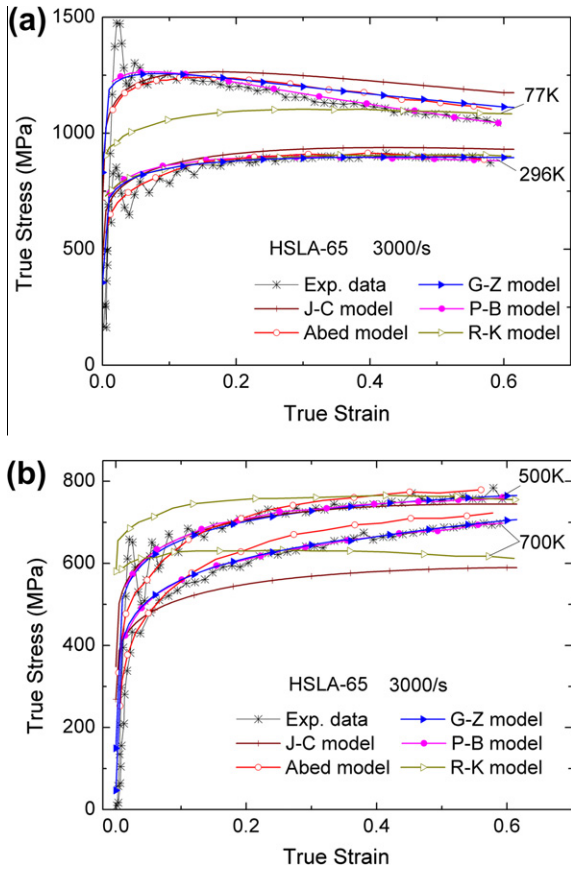 (a)
1500
1000
500
0
True Stress (MPa)
77K
296K
HSLA-65 3000/s
Exp. data
G-Z model
J-C model
P-B model
Abed model
R-K model
0.0 0.2 0.4 0.6
True Strain
(b)
800
600
400
200
0
True Stress (MPa)
500K
700K
HSLA-65 3000/s
Exp. data
G-Z model
J-C model
P-B model
Abed model
R-K model
0.0 0.2 0.4 0.6
True Strain